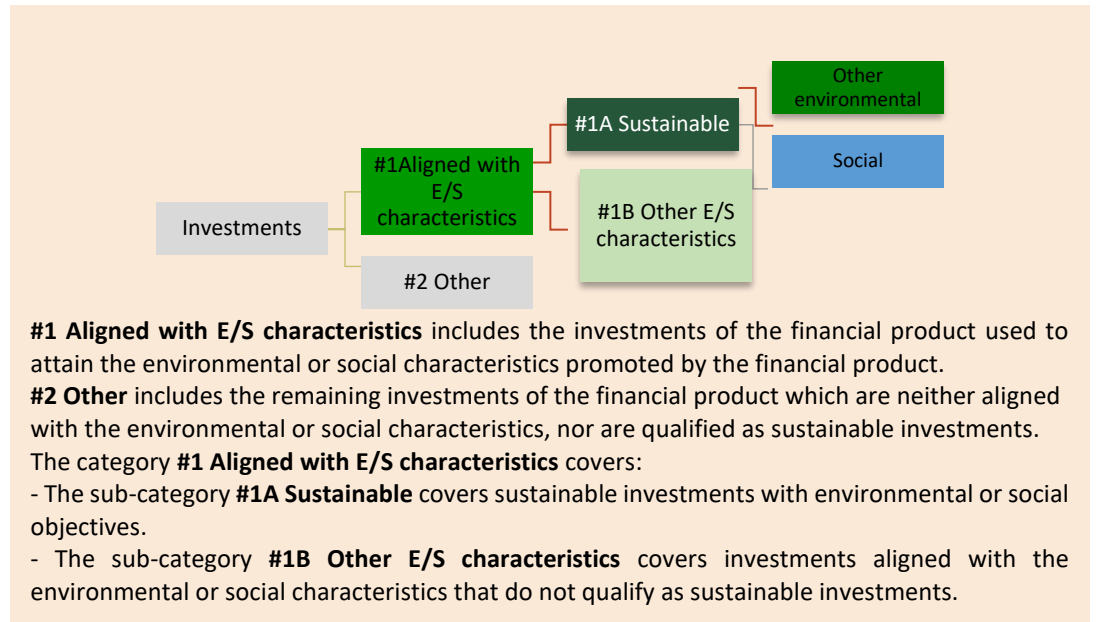 Other
environmental
#1A Sustainable
Social
#1Aligned with
E/S
characteristics
#1B Other E/S
characteristics
Investments
#2 Other
#1 Aligned with E/S characteristics includes the investments of the financial product used to
attain the environmental or social characteristics promoted by the financial product.
#2 Other includes the remaining investments of the financial product which are neither aligned
with the environmental or social characteristics, nor are qualified as sustainable investments.
The category #1 Aligned with E/S characteristics covers:
- The sub-category #1A Sustainable covers sustainable investments with environmental or social
objectives.
- The sub-category #1B Other E/S characteristics covers investments aligned with the
environmental or social characteristics that do not qualify as sustainable investments.